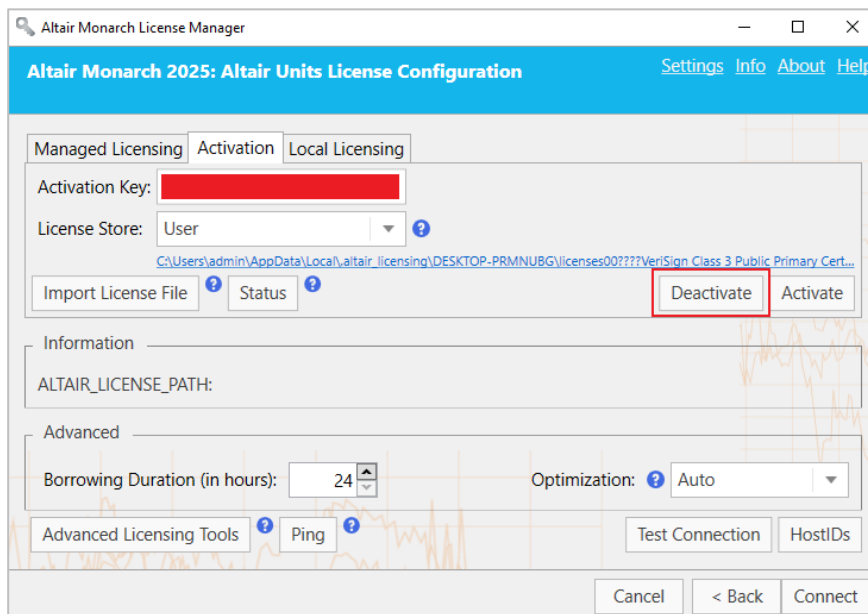 Altair Monarch License Manager
Altair Monarch 2025: Altair Units License Configuration
Settings Info About Help
Managed Licensing Activation Local Licensing
Activation Key:
License Store: User ?
C:\Users\admin\AppData\Local\.altair_licensing\DESKTOP-PRMNUBG\licenses00????VeriSign Class 3 Public Primary Cert...
Import License File ? Status ? Deactivate Activate
Information
ALTAIR_LICENSE_PATH:
Advanced
Borrowing Duration (in hours): 24 Optimization: ? Auto
Advanced Licensing Tools ? Ping ? Test Connection HostIDs
Cancel < Back Connect